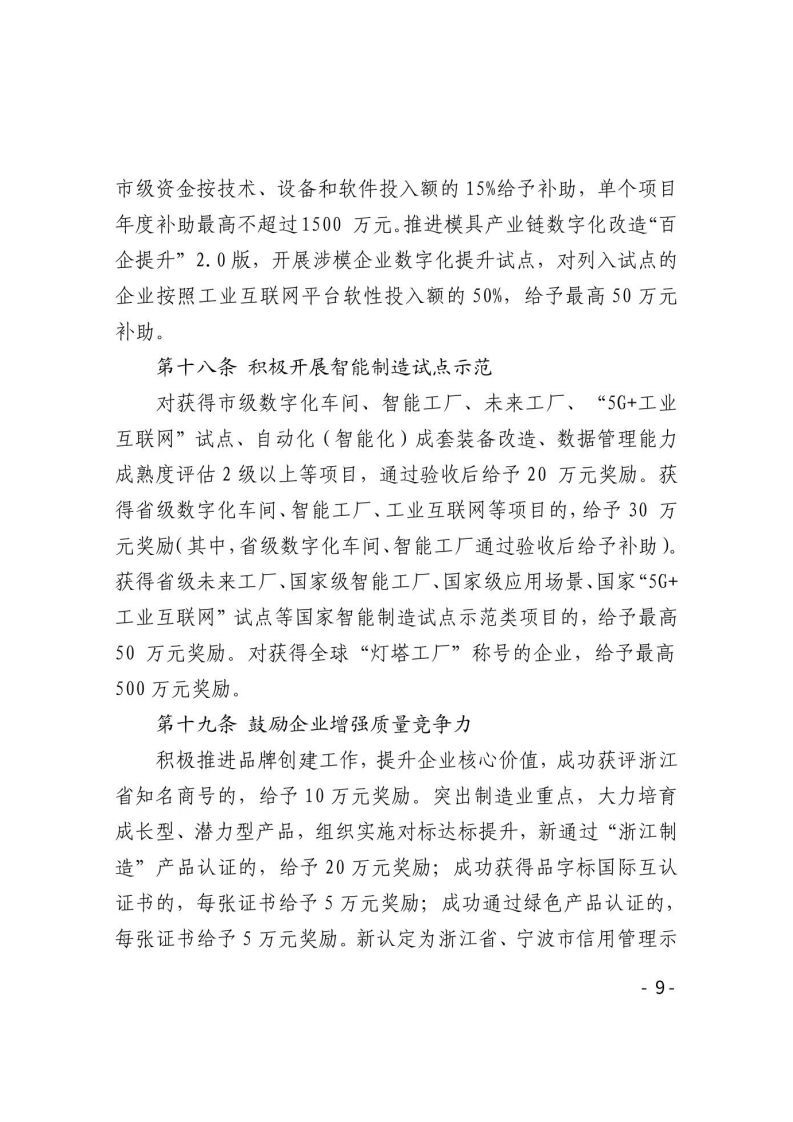 市级资金按技术、设备和软件投入额的 15%给予补助，单个项目
年度补助最高不超过1500 万元。推进模具产业链数字化改造“百
企提升”2.0 版，开展涉模企业数字化提升试点，对列入试点的
企业按照工业互联网平台软性投入额的 50%，给予最高 50 万元
补助。
第十八条 积极开展智能制造试点示范
对获得市级数字化车间、智能工厂、未来工厂、“5G+工业
互联网”试点、自动化（智能化）成套装备改造、数据管理能力
成熟度评估 2 级以上等项目，通过验收后给予 20 万元奖励。获
得省级数字化车间、智能工厂、工业互联网等项目的，给予 30 万
元奖励（其中，省级数字化车间、智能工厂通过验收后给予补助）。
获得省级未来工厂、国家级智能工厂、国家级应用场景、国家“5G+
工业互联网”试点等国家智能制造试点示范类项目的，给予最高
50 万元奖励。对获得全球“灯塔工厂”称号的企业，给予最高
500 万元奖励。
第十九条 鼓励企业增强质量竞争力
积极推进品牌创建工作，提升企业核心价值，成功获评浙江
省知名商号的，给予 10 万元奖励。突出制造业重点，大力培育
成长型、潜力型产品，组织实施对标达标提升，新通过“浙江制
造”产品认证的，给予 20 万元奖励；成功获得品字标国际互认
证书的，每张证书给予 5 万元奖励；成功通过绿色产品认证的，
每张证书给予 5 万元奖励。新认定为浙江省、宁波市信用管理示
- 9 -